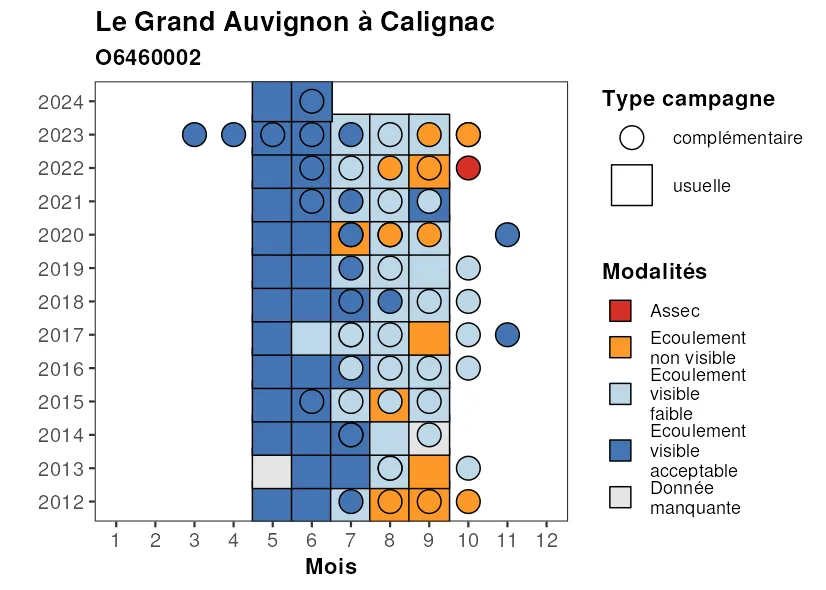 Le Grand Auvignon à Calignac
O6460002
2024
2023
2022
2021
2020
2019
2018
2017
2016
2015
2014
2013
2012
1 2 3 4 5 6 7 8 9 10 11 12
Mois
Type campagne
complémentaire
usuelle
Modalités
Assec
Ecoulement
non visible
Ecoulement
visible
faible
Ecoulement
visible
acceptable
Donnée
manquante